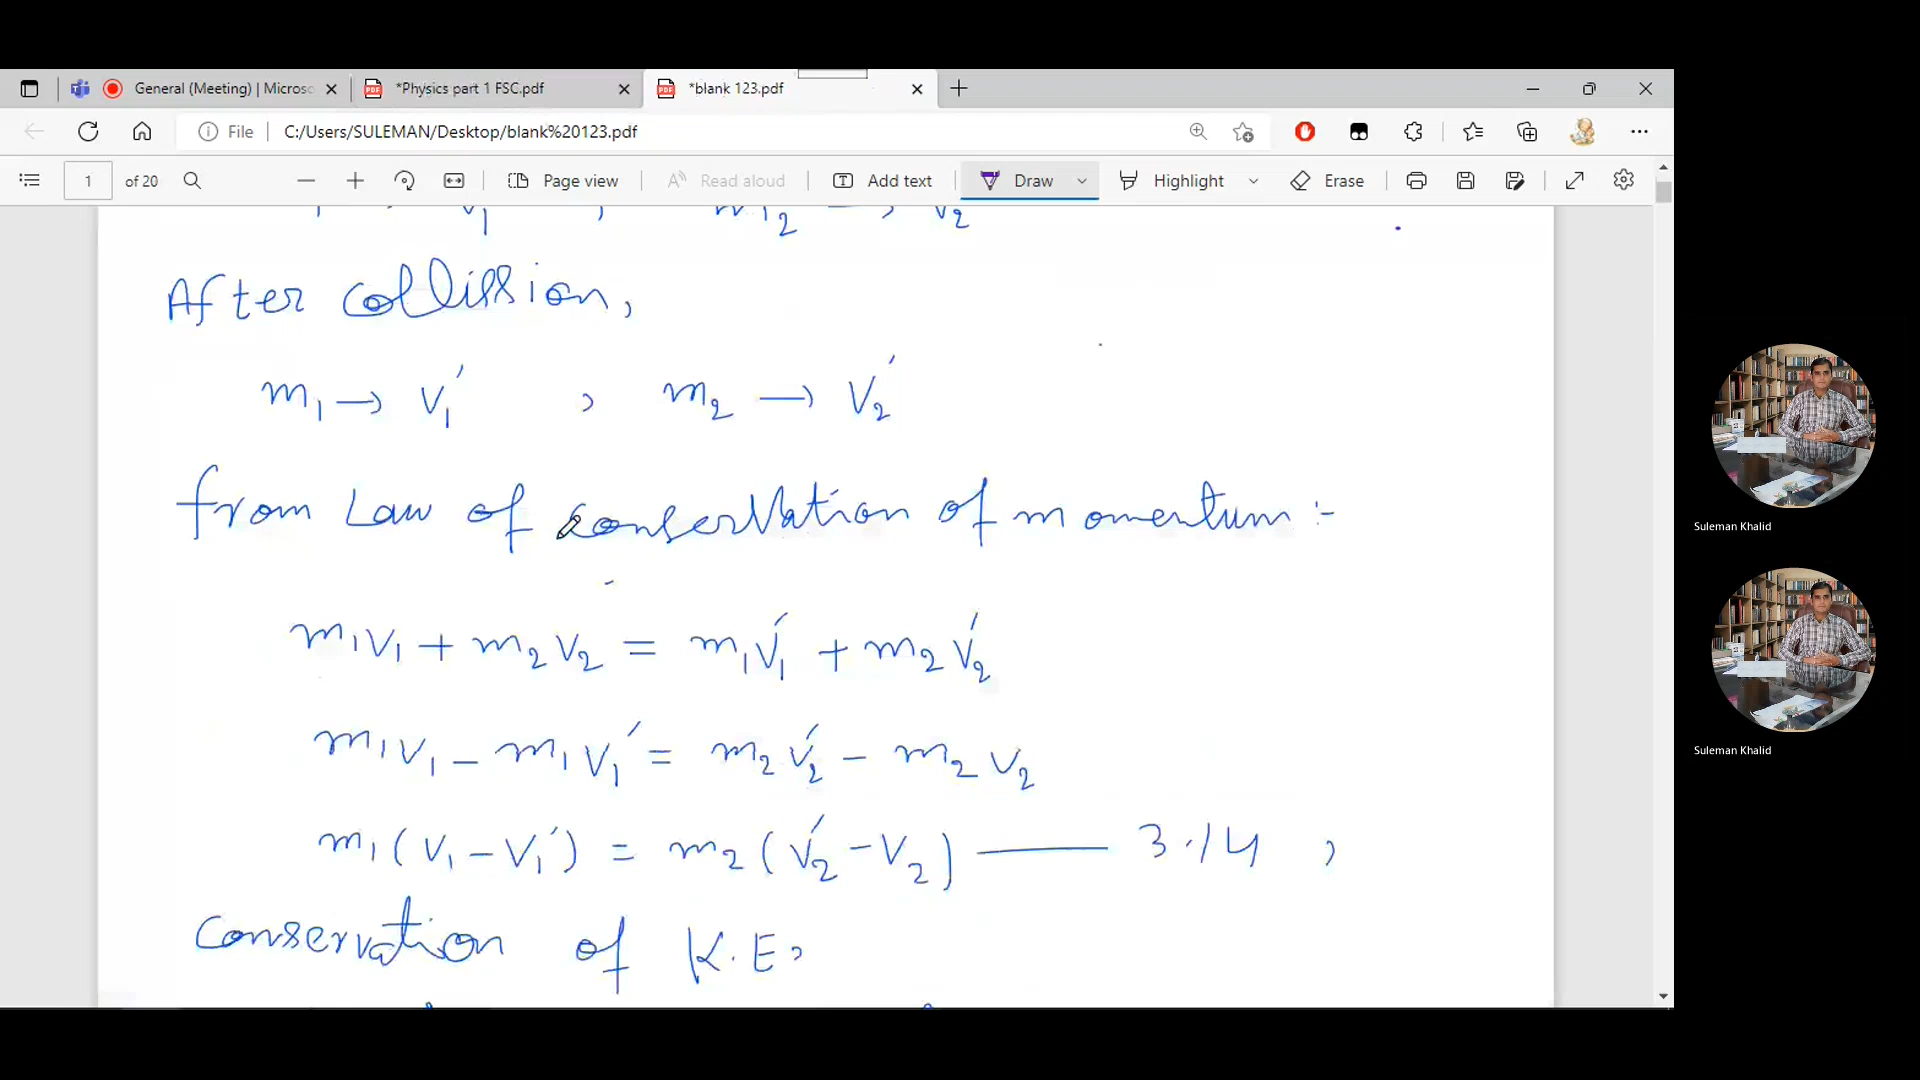 General (Meeting) | Microso
*Physics part 1 FSC.pdf
*blank 123.pdf
File
C:/Users/SULEMAN/Desktop/blank%20123.pdf
1 of 20
Page view
Read aloud
Add text
Draw
Highlight
Erase
After collission,
m₁ → v₁′ , m₂ → v₂′
from Law of conservation of momentum :-
m₁v₁ + m₂v₂ = m₁v₁′ + m₂v₂′
m₁v₁ - m₁v₁′ = m₂v₂′ - m₂v₂
m₁(v₁ - v₁′) = m₂(v₂′ - v₂) —— 3.14 ,
Conservation of K.E,
Suleman Khalid
Suleman Khalid